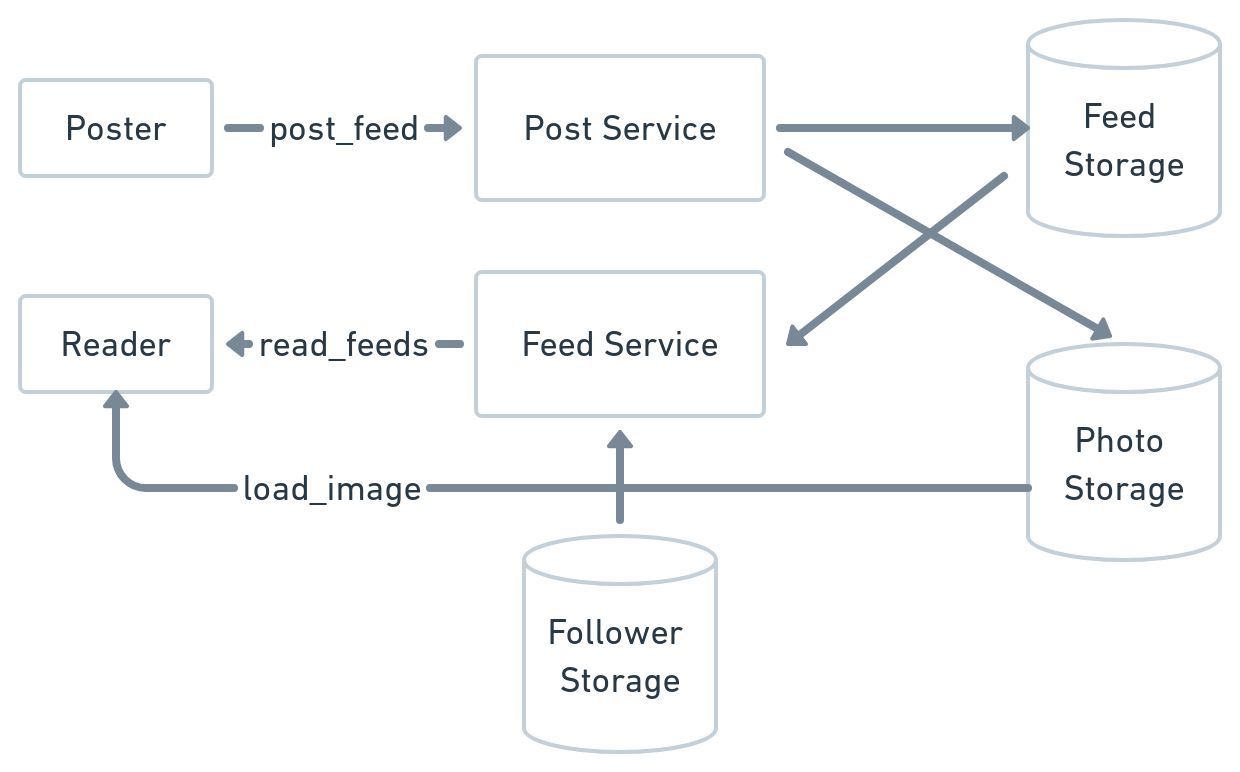 Poster
post_feed
Post Service
Feed
Storage
Reader
read_feeds
Feed Service
Photo
Storage
load_image
Follower
Storage